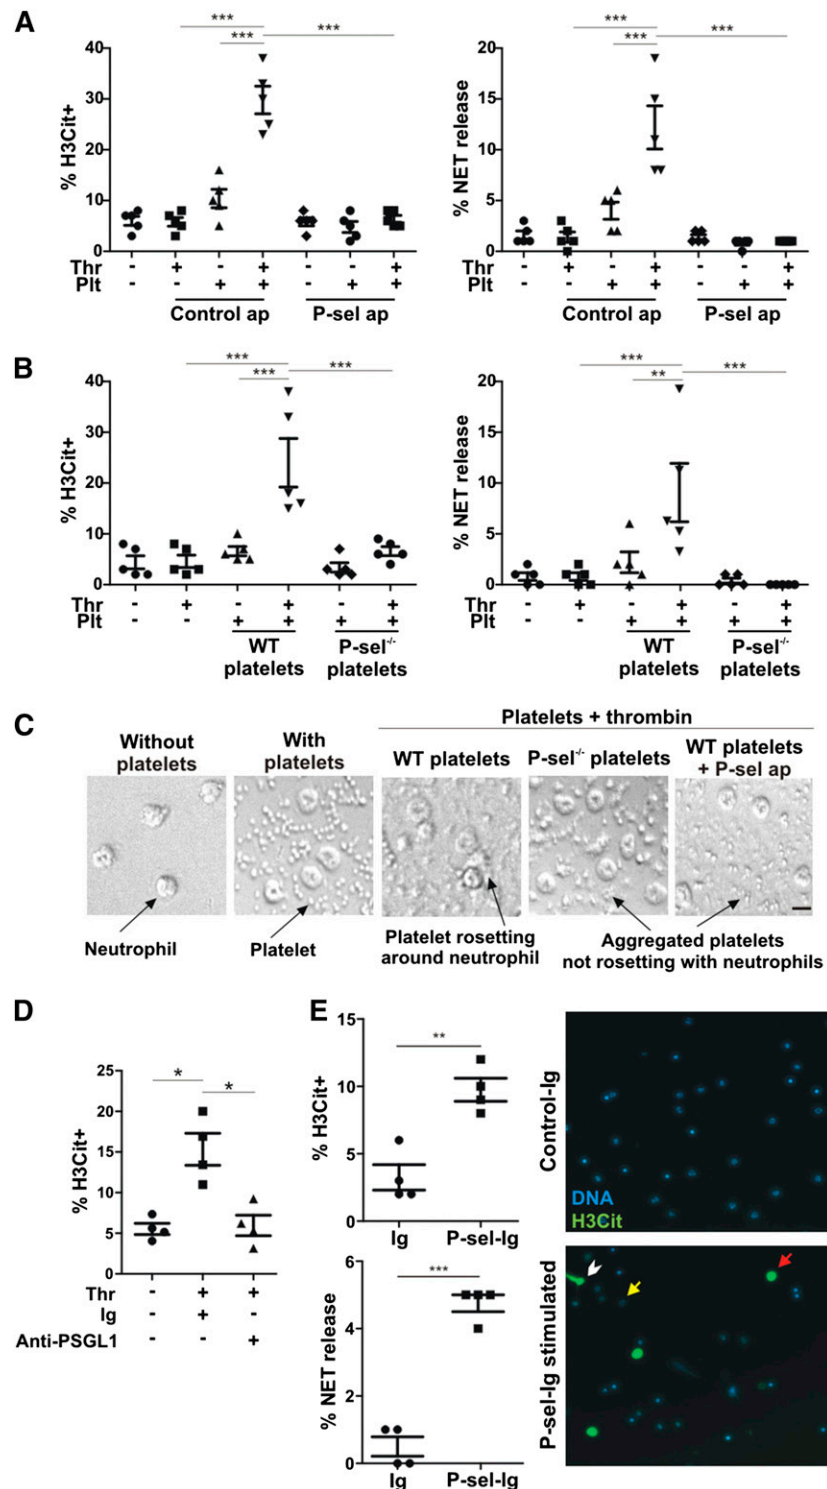 A
***
***
***
% H3Cit+
40
30
20
10
0
Thr - + - + - - +
Plt - - + + - + +
Control ap P-sel ap
***
***
***
% NET release
20
15
10
5
0
- + - + - - +
- - + + - + +
Control ap P-sel ap
B
***
***
***
% H3Cit+
40
30
20
10
0
Thr - + - + - +
Plt - - + + + +
WT platelets P-sel-/- platelets
***
**
***
% NET release
20
15
10
5
0
Thr - + - + - +
Plt - - + + + +
WT platelets P-sel-/- platelets
C
Platelets + thrombin
Without platelets
With platelets
WT platelets
P-sel-/- platelets
WT platelets + P-sel ap
Neutrophil
Platelet
Platelet rosetting around neutrophil
Aggregated platelets not rosetting with neutrophils
D
*
*
% H3Cit+
25
20
15
10
5
0
Thr - + +
Ig - + -
Anti-PSGL1 - - +
E
**
% H3Cit+
15
10
5
0
Ig P-sel-Ig
***
% NET release
6
4
2
0
Ig P-sel-Ig
Control-Ig
DNA
H3Cit
P-sel-Ig stimulated